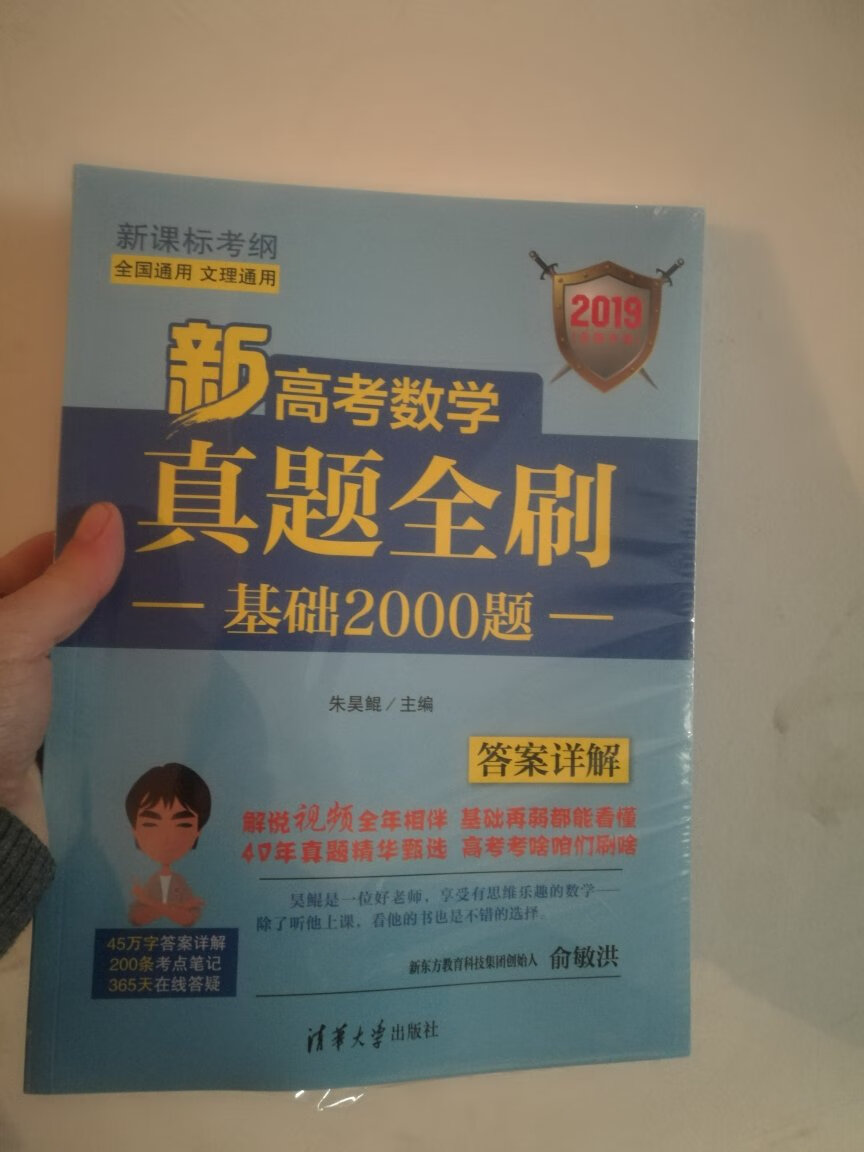 新课标考纲
全国通用 文理通用
2019
新高考数学
真题全刷
基础2000题
朱昊鲲/主编
答案详解
解说视频全年相伴 基础再弱都能看懂
40年真题精华甄选 高考考啥咱们刷啥
昊鲲是一位好老师，享受有思维乐趣的数学——
除了听他上课，看他的书也是不错的选择。
新东方教育科技集团创始人 俞敏洪
45万字答案详解
200条考点笔记
365天在线答疑
清华大学出版社